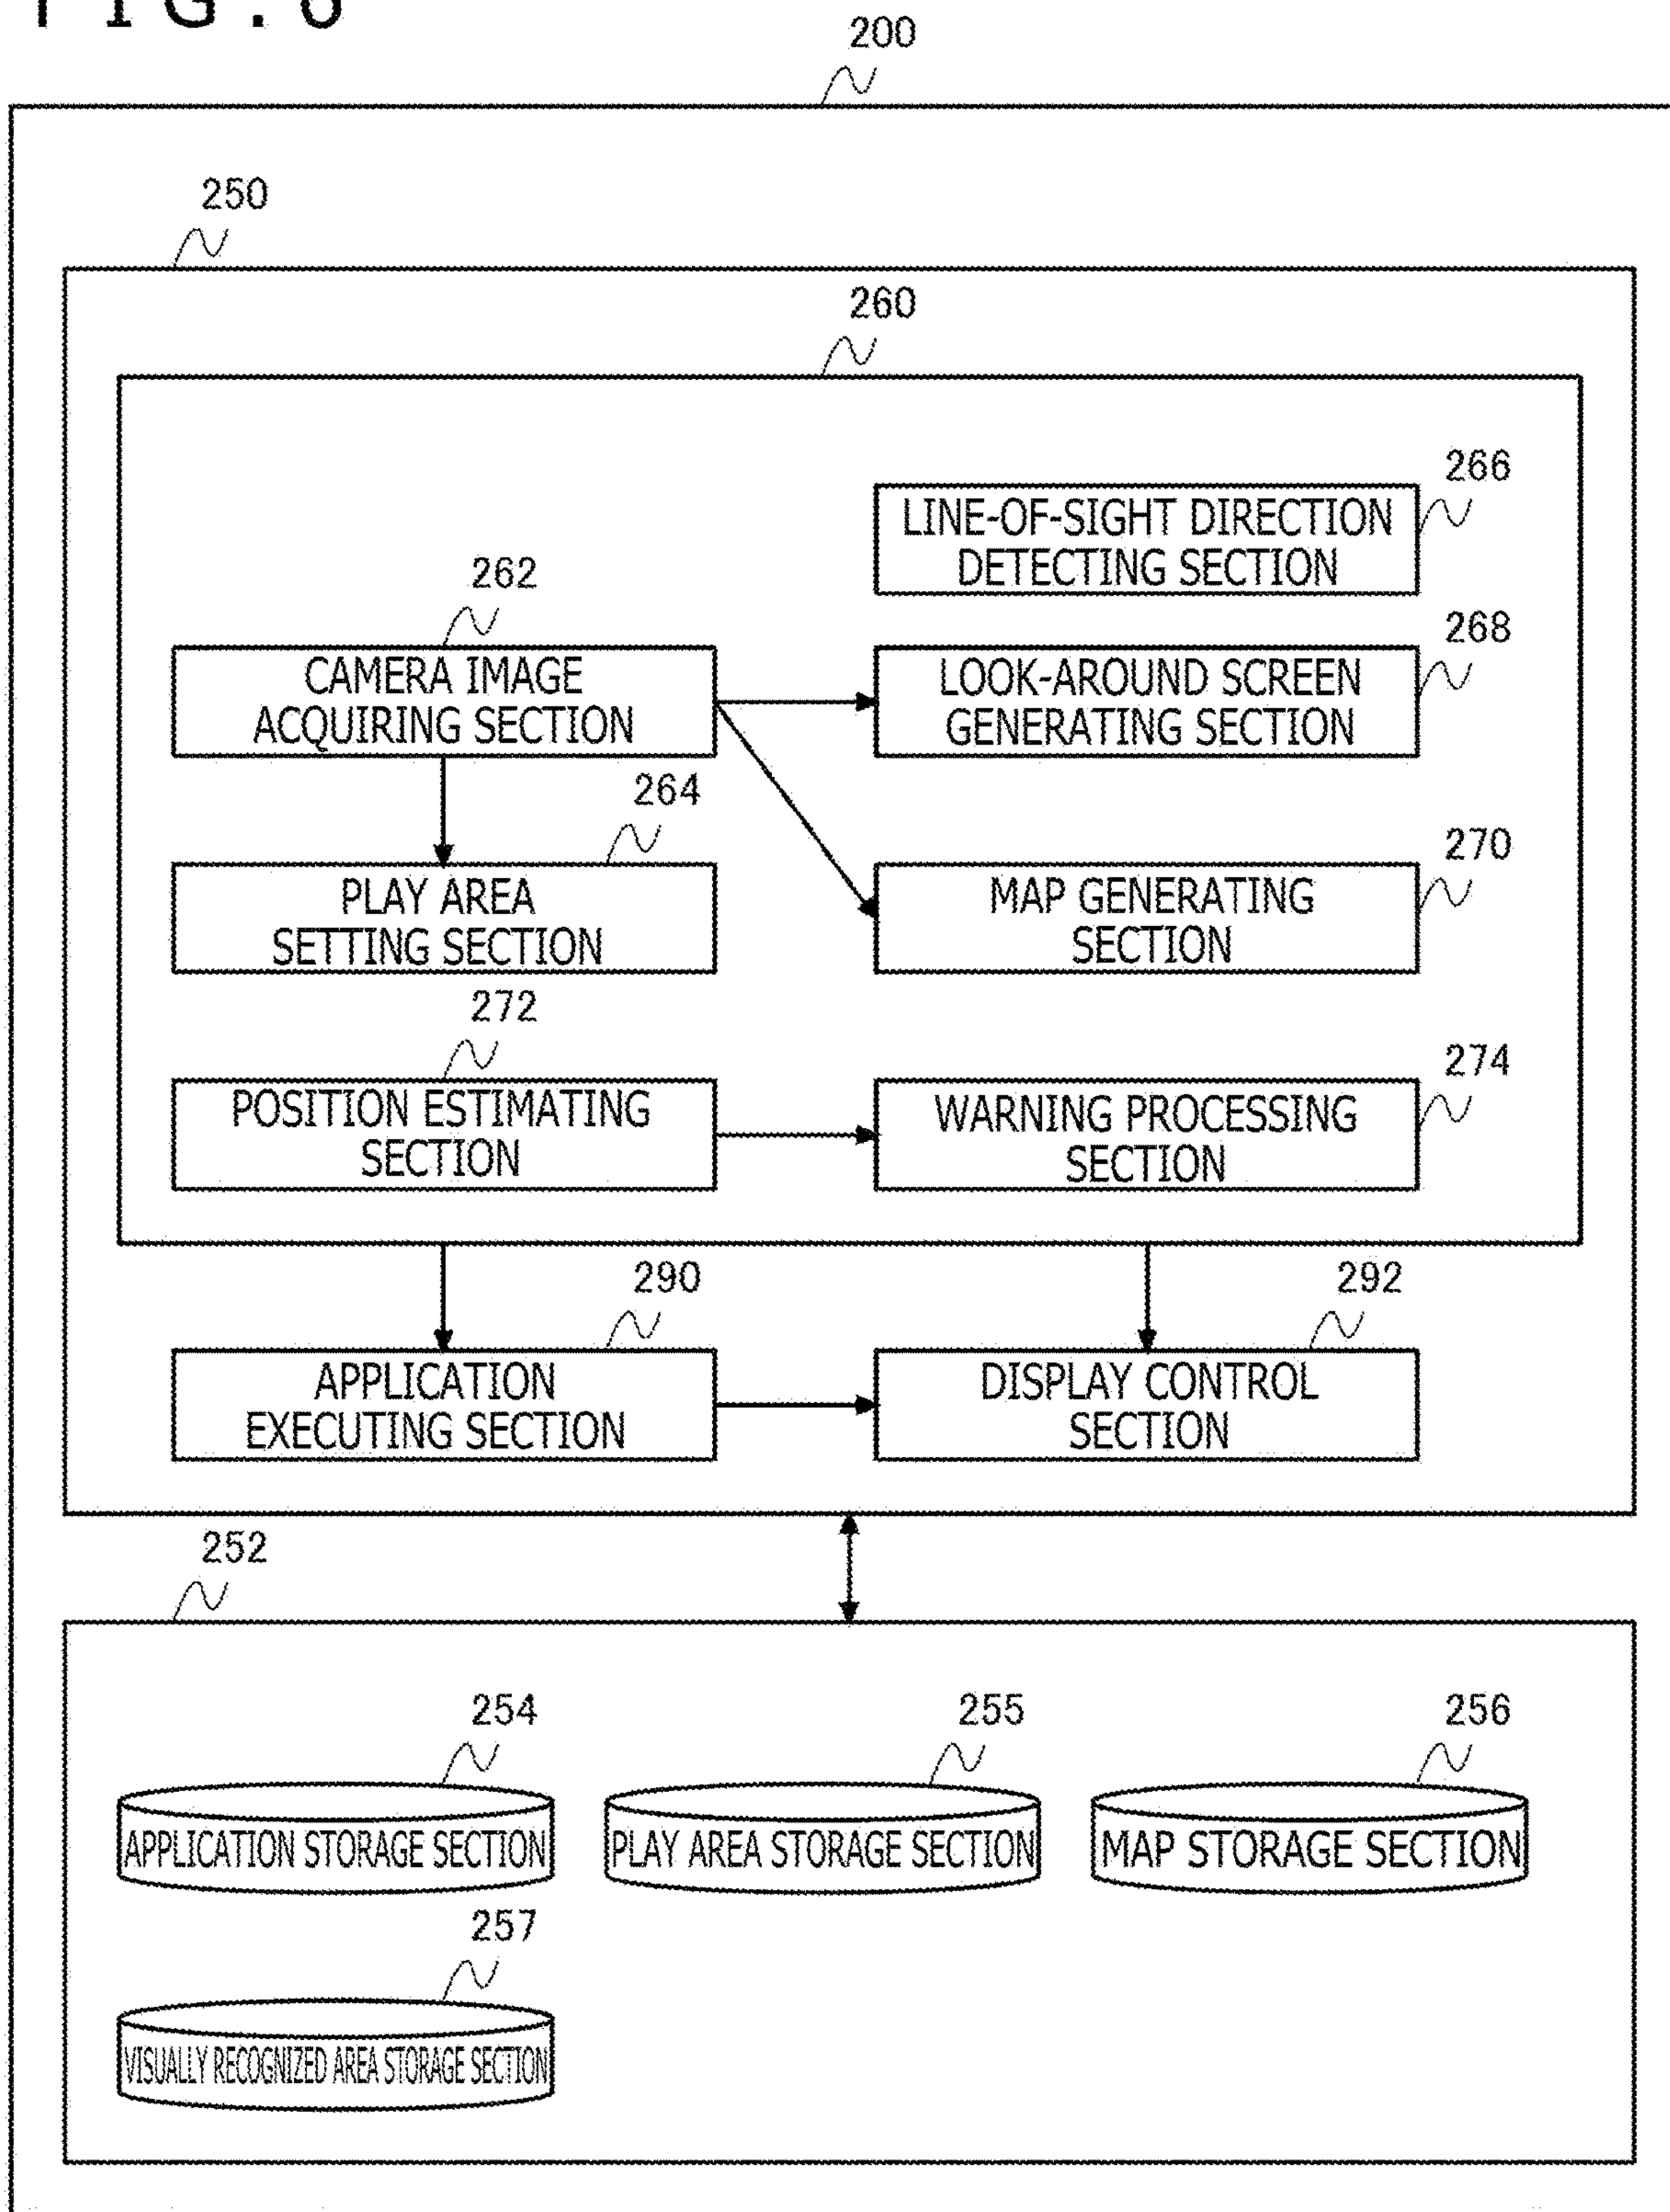 FIG. 6
200
250
260
266
LINE-OF-SIGHT DIRECTION
DETECTING SECTION
262
CAMERA IMAGE
ACQUIRING SECTION
268
LOOK-AROUND SCREEN
GENERATING SECTION
264
PLAY AREA
SETTING SECTION
270
MAP GENERATING
SECTION
272
POSITION ESTIMATING
SECTION
274
WARNING PROCESSING
SECTION
290
APPLICATION
EXECUTING SECTION
292
DISPLAY CONTROL
SECTION
252
254
APPLICATION STORAGE SECTION
255
PLAY AREA STORAGE SECTION
256
MAP STORAGE SECTION
257
VISUALLY RECOGNIZED AREA STORAGE SECTION